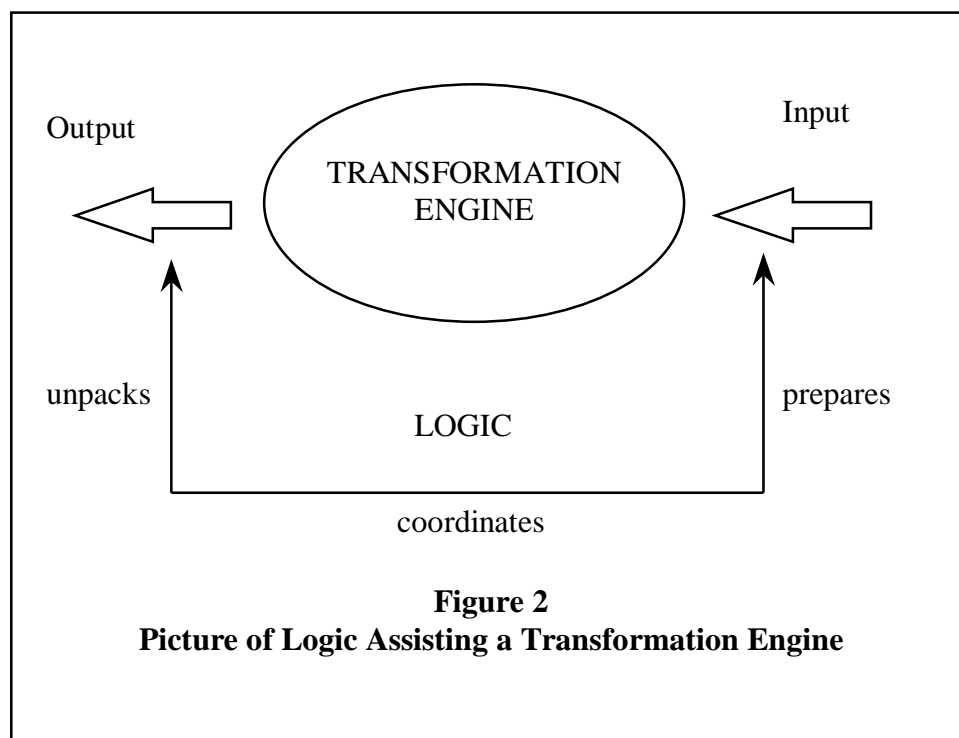 Output
Input
TRANSFORMATION
ENGINE
unpacks
prepares
LOGIC
coordinates
Figure 2
Picture of Logic Assisting a Transformation Engine